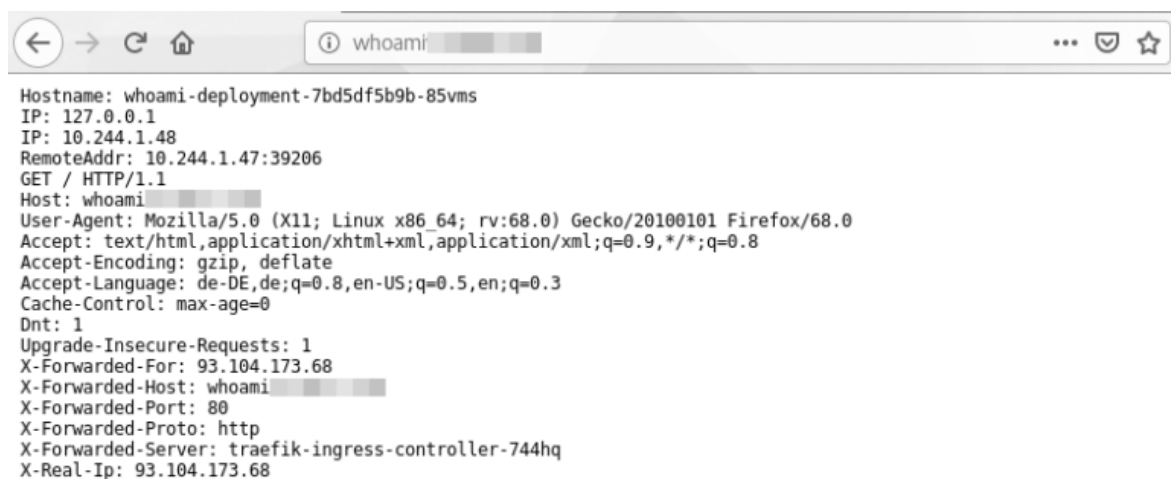 whoami
Hostname: whoami-deployment-7bd5df5b9b-85vms
IP: 127.0.0.1
IP: 10.244.1.48
RemoteAddr: 10.244.1.47:39206
GET / HTTP/1.1
Host: whoami
User-Agent: Mozilla/5.0 (X11; Linux x86_64; rv:68.0) Gecko/20100101 Firefox/68.0
Accept: text/html,application/xhtml+xml,application/xml;q=0.9,*/*;q=0.8
Accept-Encoding: gzip, deflate
Accept-Language: de-DE,de;q=0.8,en-US;q=0.5,en;q=0.3
Cache-Control: max-age=0
Dnt: 1
Upgrade-Insecure-Requests: 1
X-Forwarded-For: 93.104.173.68
X-Forwarded-Host: whoami
X-Forwarded-Port: 80
X-Forwarded-Proto: http
X-Forwarded-Server: traefik-ingress-controller-744hq
X-Real-Ip: 93.104.173.68